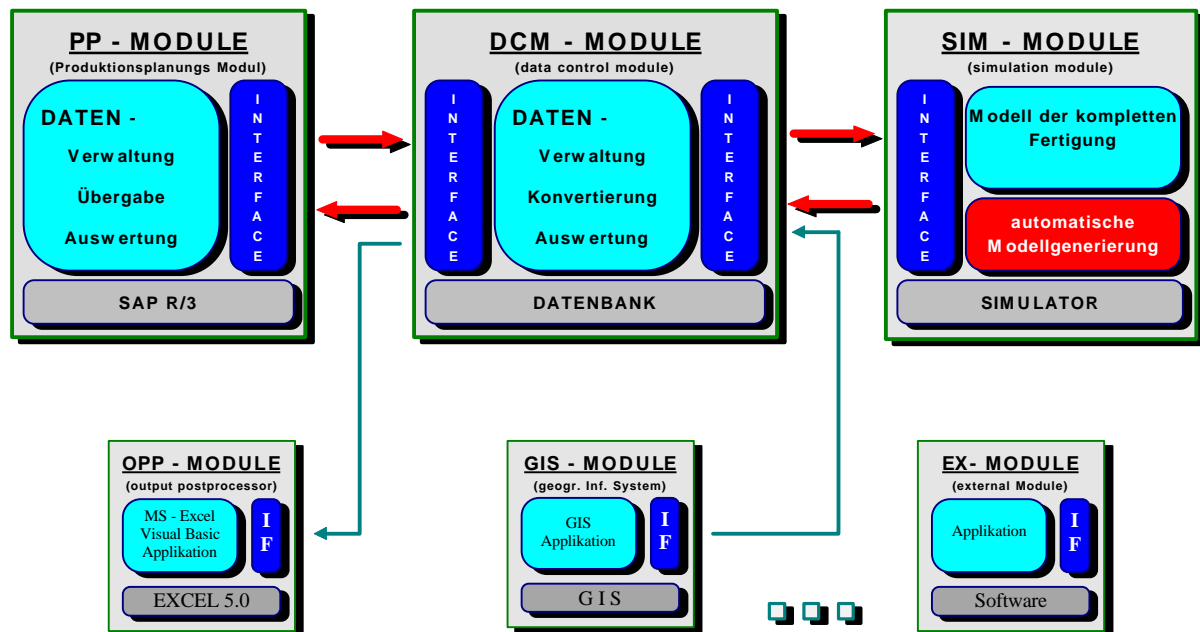 PP - MODULE
(Produktionsplanungs Modul)
DATEN -
Verwaltung
Übergabe
Auswertung
INTERFACE
SAP R/3
DCM - MODULE
(data control module)
INTERFACE
DATEN -
Verwaltung
Konvertierung
Auswertung
INTERFACE
DATENBANK
SIM - MODULE
(simulation module)
INTERFACE
Modell der kompletten
Fertigung
automatische
Modellgenerierung
SIMULATOR
OPP - MODULE
(output postprocessor)
MS - Excel
Visual Basic
Applikation
IF
EXCEL 5.0
GIS - MODULE
(geogr. Inf. System)
GIS
Applikation
IF
G I S
EX- MODULE
(external Module)
Applikation
IF
Software